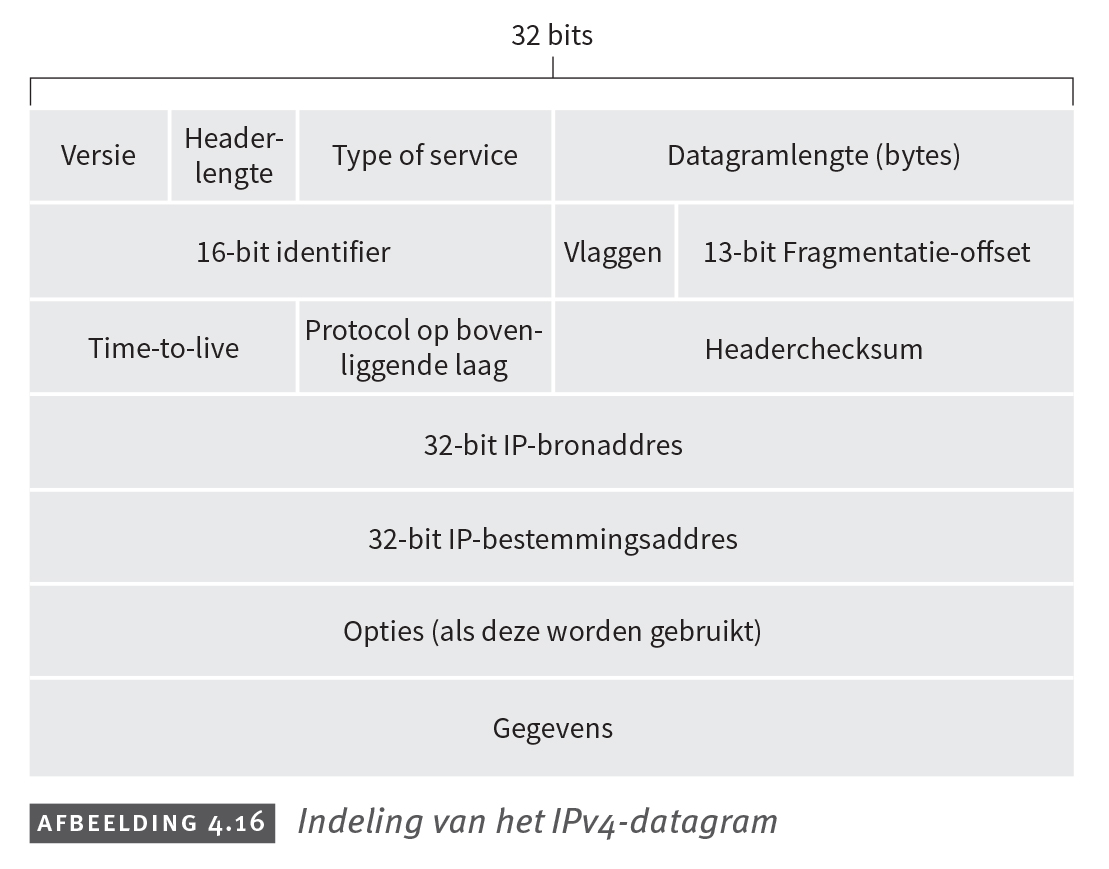 32 bits
Versie
Header-
lengte
Type of service
Datagramlengte (bytes)
16-bit identifier
Vlaggen
13-bit Fragmentatie-offset
Time-to-live
Protocol op boven-
liggende laag
Headerchecksum
32-bit IP-bronaddres
32-bit IP-bestemmingsaddres
Opties (als deze worden gebruikt)
Gegevens
AFBEELDING 4.16 Indeling van het IPv4-datagram